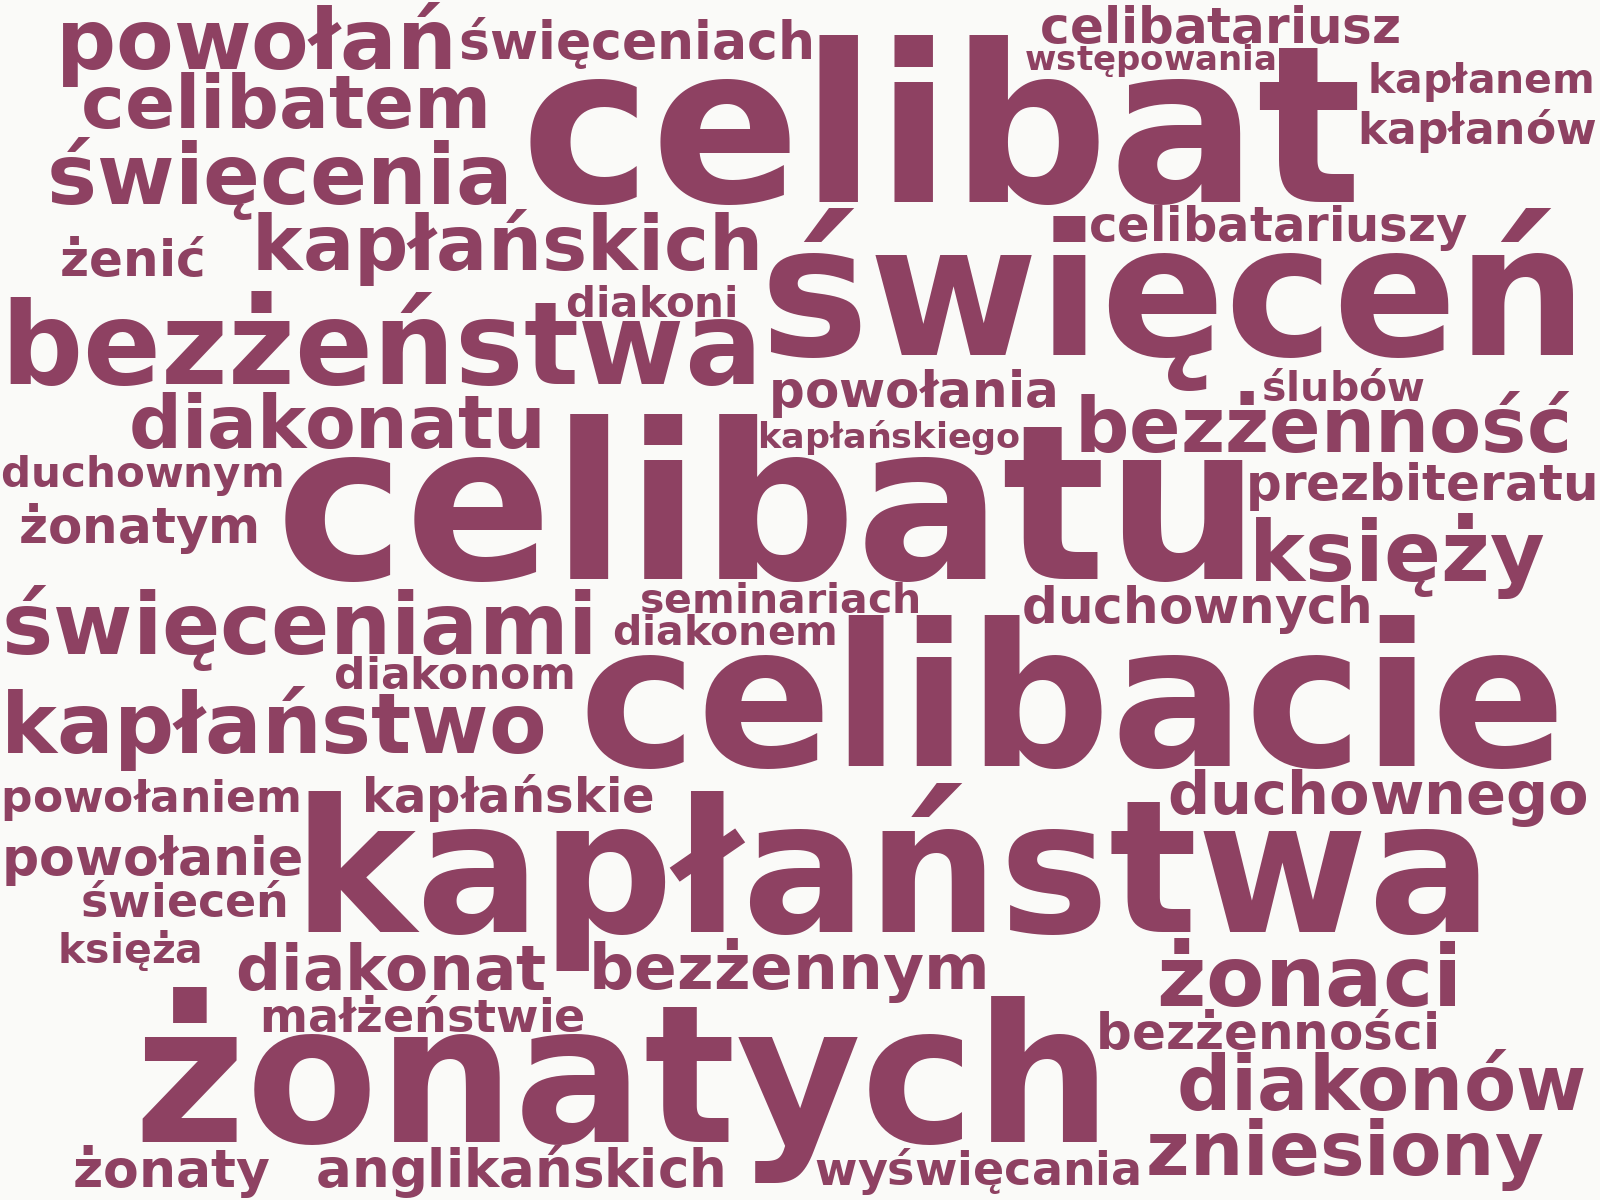 powołań
święceniach
celibatariusz
wstępowania
kapłanem
celibatem
celibat
kapłanów
święcenia
kapłańskich
celibatariuszy
żenić
święceń
diakoni
bezżeństwa
powołania
ślubów
diakonatu
kapłańskiego
bezżenność
duchownym
celibatu
prezbiteratu
żonatym
księży
święceniami
seminariach
duchownych
diakonem
diakonom
celibacie
kapłaństwo
powołaniem
kapłańskie
duchownego
powołanie
kapłaństwa
świeceń
księża
diakonat
bezżennym
żonaci
małżeństwie
żonatych
bezżenności
diakonów
zniesiony
żonaty
anglikańskich
wyświęcania